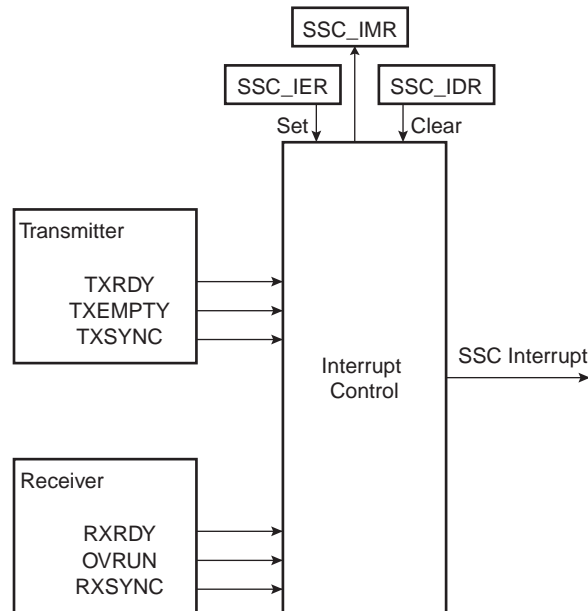 SSC_IMR
SSC_IER
SSC_IDR
Set
Clear
Transmitter
TXRDY
TXEMPTY
TXSYNC
Interrupt
Control
SSC Interrupt
Receiver
RXRDY
OVRUN
RXSYNC